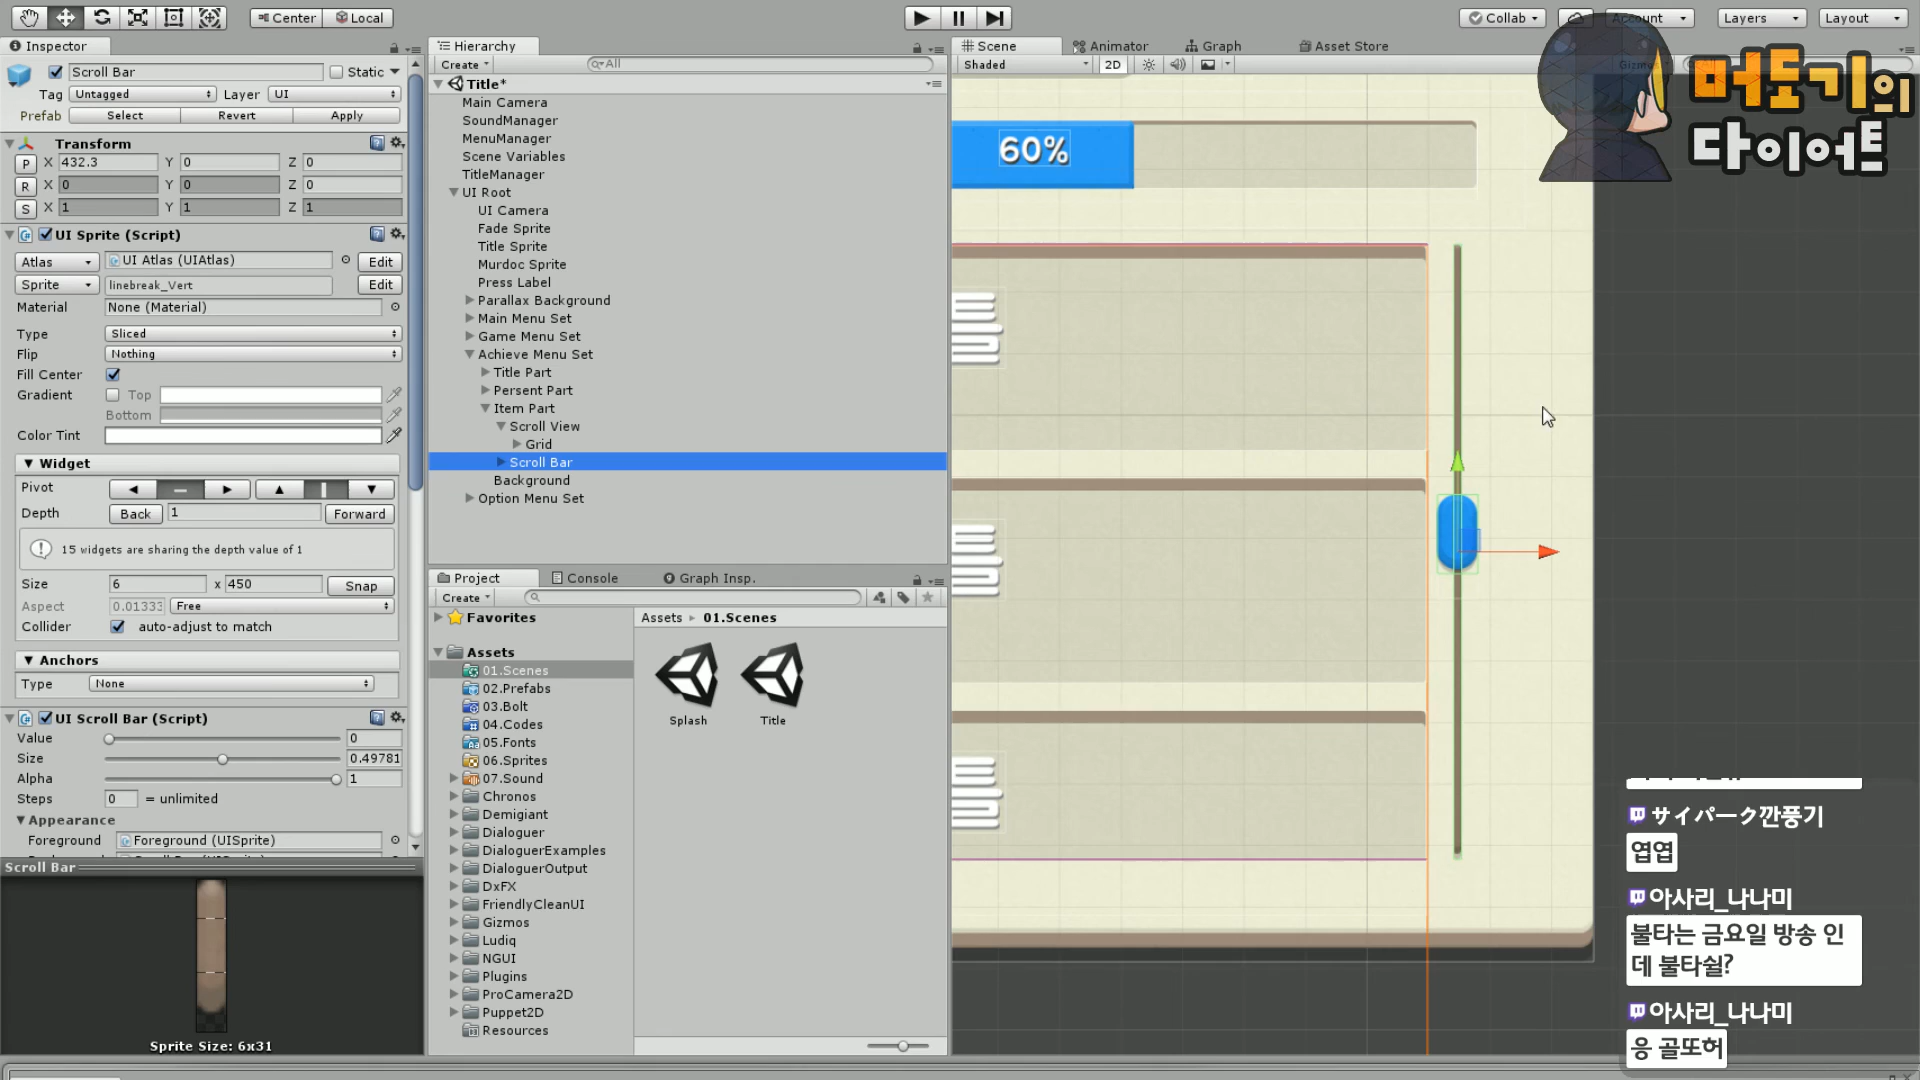 Center
Local
Collab
Account
Layers
Layout
Inspector
Scroll Bar
Static
Tag
Untagged
Layer
UI
Prefab
Select
Revert
Apply
Transform
P
X
432.3
Y
0
Z
0
R
X
0
Y
0
Z
0
S
X
1
Y
1
Z
1
UI Sprite (Script)
Atlas
UI Atlas (UIAtlas)
Edit
Sprite
linebreak_Vert
Edit
Material
None (Material)
Type
Sliced
Flip
Nothing
Fill Center
Gradient
Top
Bottom
Color Tint
Widget
Pivot
Depth
Back
1
Forward
15 widgets are sharing the depth value of 1
Size
6
x
450
Snap
Aspect
0.01333
Free
Collider
auto-adjust to match
Anchors
Type
None
UI Scroll Bar (Script)
Value
0
Size
0.49781
Alpha
1
Steps
0
= unlimited
Appearance
Foreground
Foreground (UISprite)
Scroll Bar
Sprite Size: 6x31
Hierarchy
Create
All
Title*
Main Camera
SoundManager
MenuManager
Scene Variables
TitleManager
UI Root
UI Camera
Fade Sprite
Title Sprite
Murdoc Sprite
Press Label
Parallax Background
Main Menu Set
Game Menu Set
Achieve Menu Set
Title Part
Persent Part
Item Part
Scroll View
Grid
Scroll Bar
Background
Option Menu Set
Project
Console
Graph Insp.
Create
Favorites
Assets
01.Scenes
02.Prefabs
03.Bolt
04.Codes
05.Fonts
06.Sprites
07.Sound
Chronos
Demigiant
Dialoguer
DialoguerExamples
DialoguerOutput
DxFX
FriendlyCleanUI
Gizmos
Ludiq
NGUI
Plugins
ProCamera2D
Puppet2D
Resources
Assets
01.Scenes
Splash
Title
Scene
Animator
Graph
Asset Store
Shaded
2D
60%
머도기의
다이어트
サイパーク깐풍기
엽엽
아사리_나나미
불타는 금요일 방송 인
데 불타쉴?
아사리_나나미
응 골또허